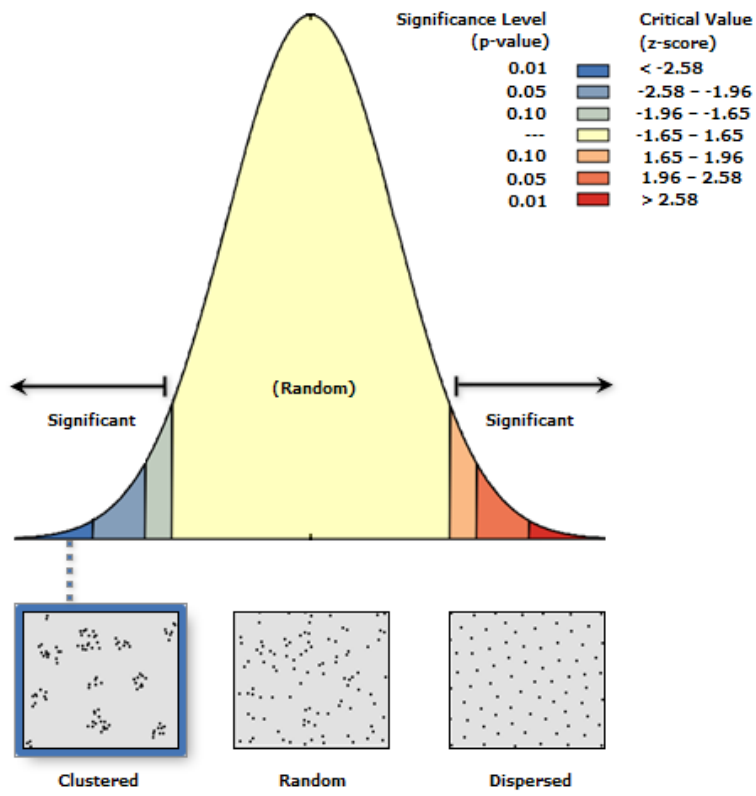 Significance Level Critical Value
(p-value) (z-score)
0.01 < -2.58
0.05 -2.58 – -1.96
0.10 -1.96 – -1.65
--- -1.65 – 1.65
0.10 1.65 – 1.96
0.05 1.96 – 2.58
0.01 > 2.58
(Random)
Significant Significant
Clustered Random Dispersed